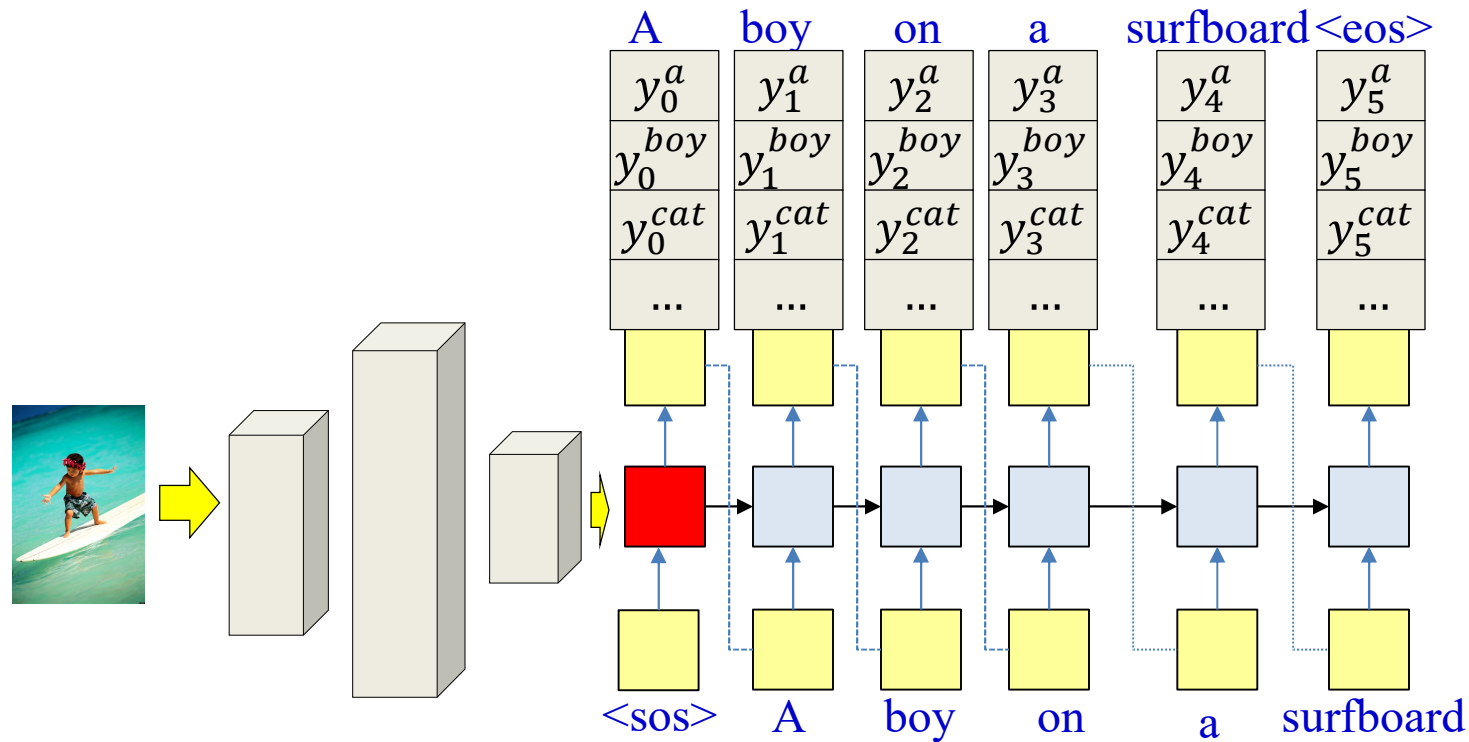 A boy on a surfboard <eos>
y_0^a y_1^a y_2^a y_3^a y_4^a y_5^a
y_0^{boy} y_1^{boy} y_2^{boy} y_3^{boy} y_4^{boy} y_5^{boy}
y_0^{cat} y_1^{cat} y_2^{cat} y_3^{cat} y_4^{cat} y_5^{cat}
... ... ... ... ... ...
<sos> A boy on a surfboard